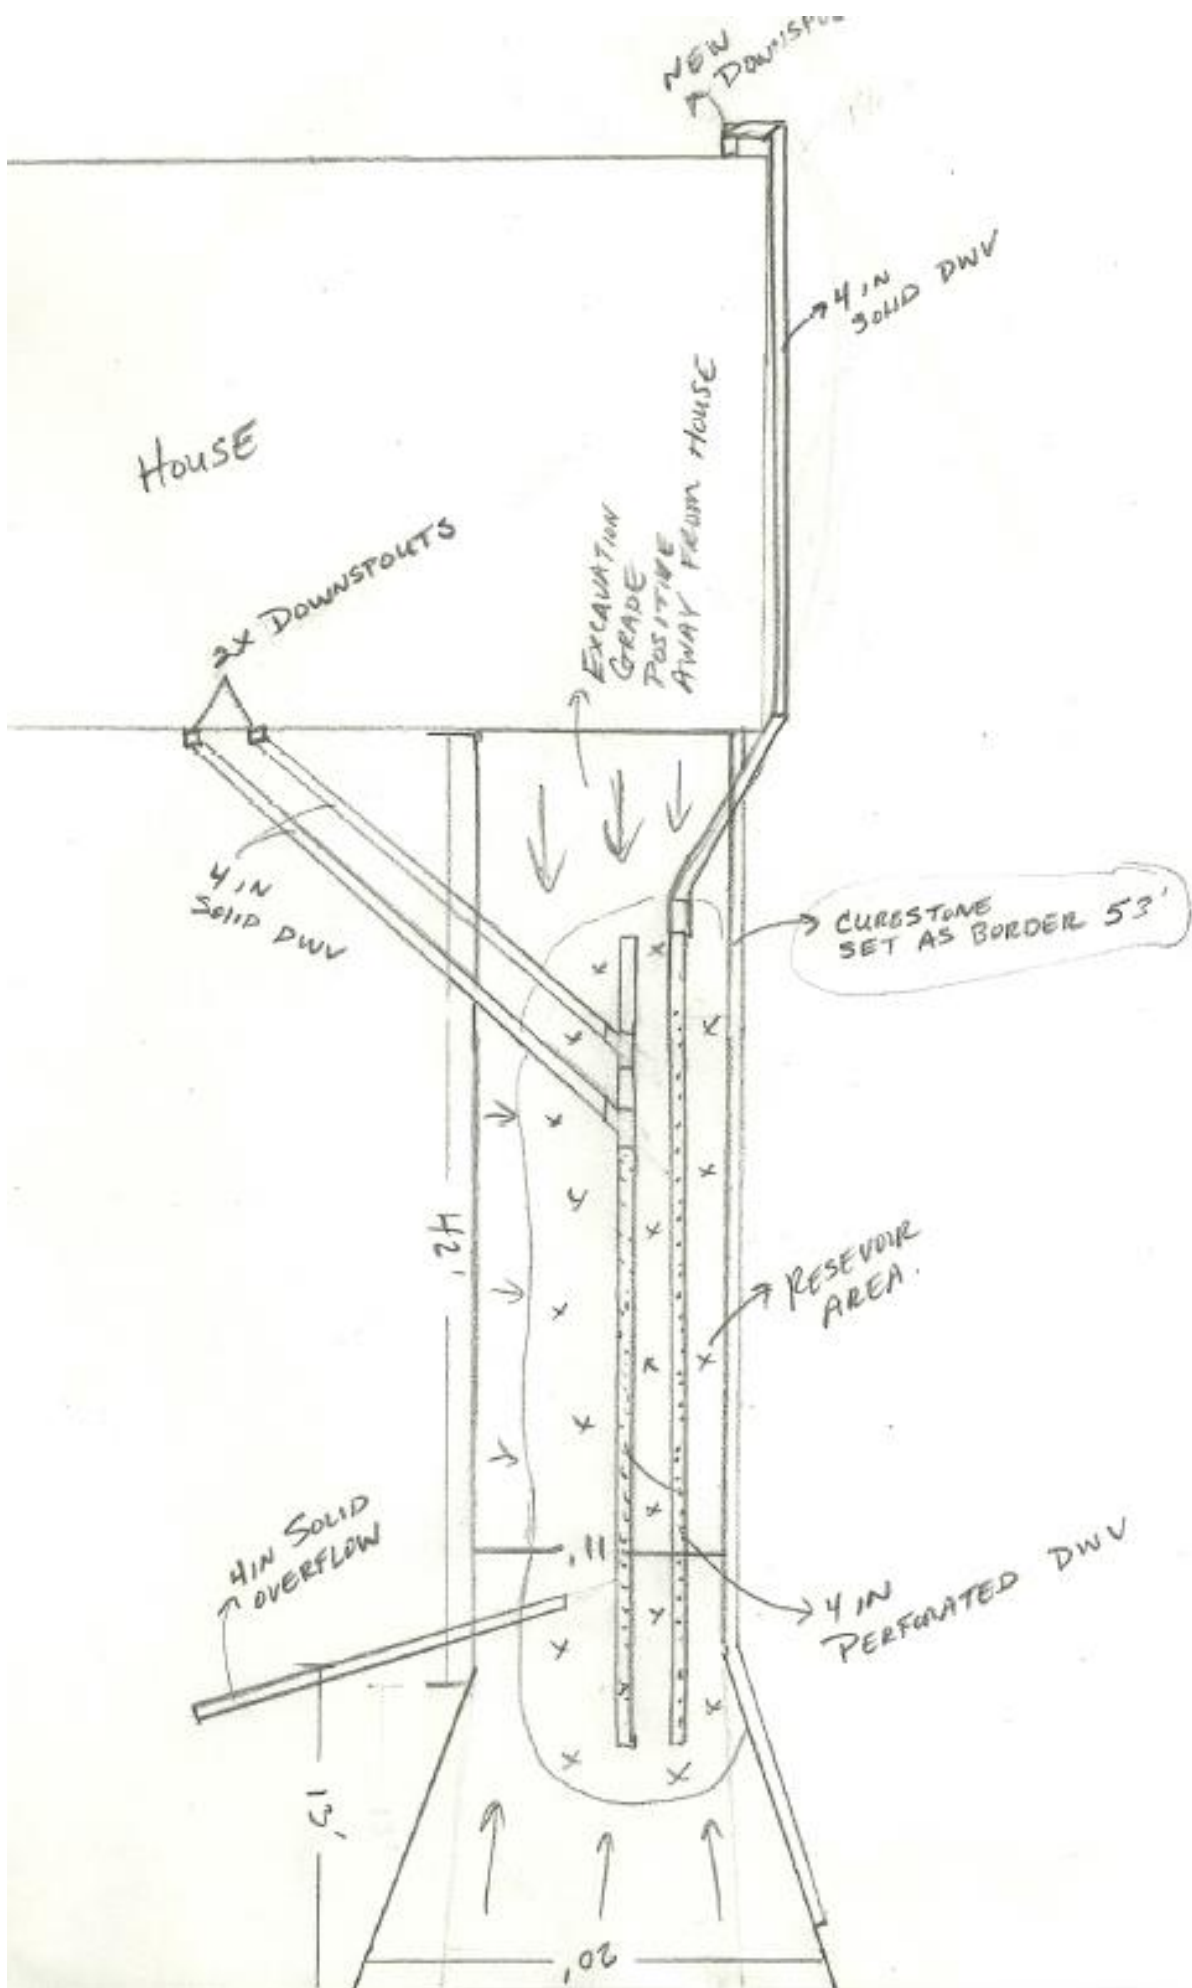 NEW
4 IN
SOLID DWV
HOUSE
EXCAVATION
GRADE
POSITIVE
AWAY FROM HOUSE
2X DOWNSPOUTS
4 IN
SOLID DWV
CURBSTONE
SET AS BORDER 53'
42'
RESEVOIR
AREA.
4IN SOLID
OVERFLOW
11'
4 IN
PERFORATED DWV
13'
20'